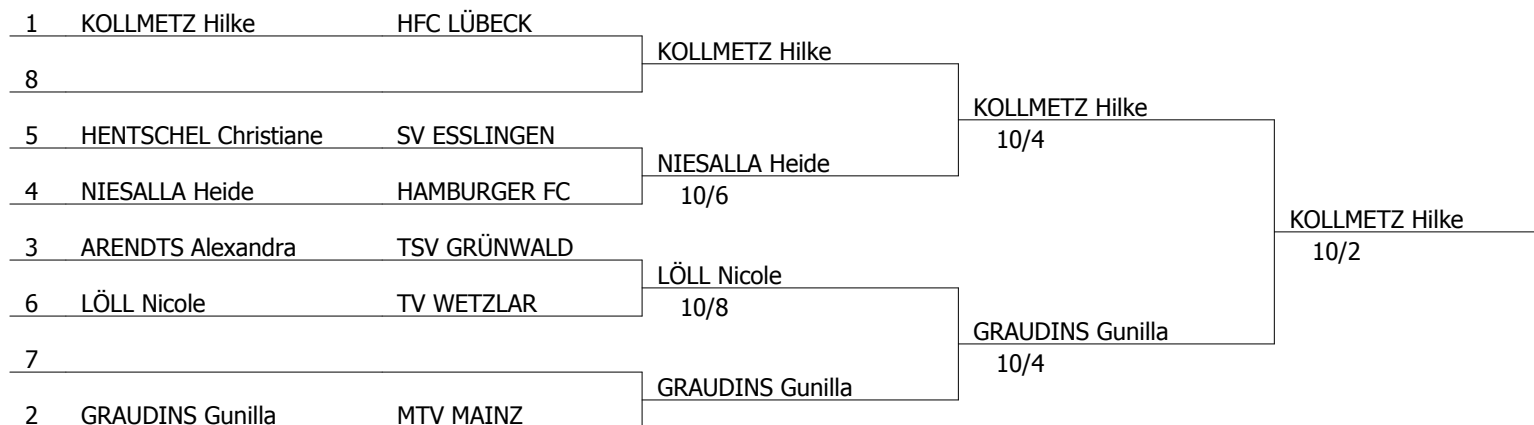 1 KOLLMETZ Hilke HFC LÜBECK
KOLLMETZ Hilke
8
KOLLMETZ Hilke
10/4
5 HENTSCHEL Christiane SV ESSLINGEN
NIESALLA Heide
10/6
4 NIESALLA Heide HAMBURGER FC
KOLLMETZ Hilke
10/2
3 ARENDTS Alexandra TSV GRÜNWALD
LÖLL Nicole
10/8
6 LÖLL Nicole TV WETZLAR
GRAUDINS Gunilla
10/4
7
GRAUDINS Gunilla
2 GRAUDINS Gunilla MTV MAINZ